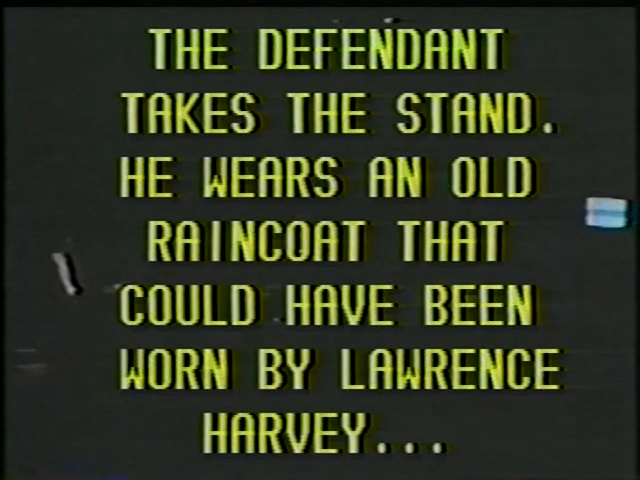 THE DEFENDANT
TAKES THE STAND.
HE WEARS AN OLD
RAINCOAT THAT
COULD HAVE BEEN
WORN BY LAWRENCE
HARVEY...